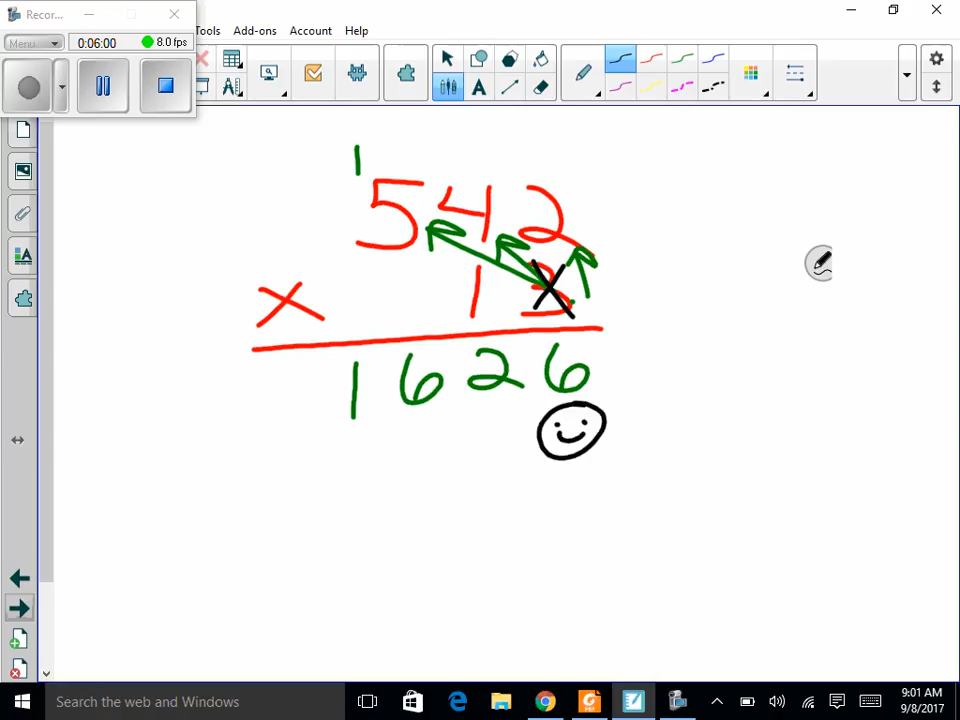 Recor...
Menu
0:06:00
8.0 fps
Tools Add-ons Account Help
1
542
× 13
1626
Search the web and Windows
9:01 AM
9/8/2017